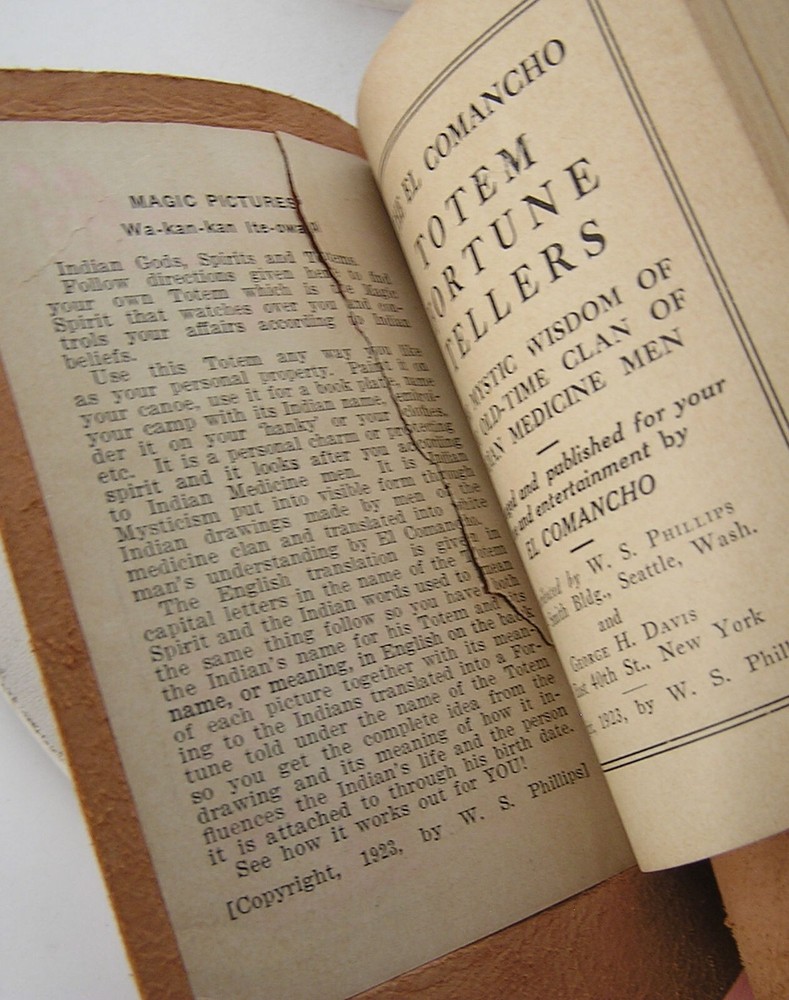 MAGIC PICTURES
Wa-kan-kan Ite-owa
Indian Gods, Spirits and Totems.
Follow directions given here to find
your own Totem which is the Magic
Spirit that watches over you and con-
trols your affairs according to Indian
beliefs.
Use this Totem any way you like
as your personal property. Paint it on
your canoe, use it for a book plate, name
your camp with its Indian name, embroi-
der it on your 'hanky' or your clothes,
etc. It is a personal charm or protecting
spirit and it looks after you according
to Indian Medicine men. It is Indian
Mysticism put into visible form through
Indian drawings made by men of the
medicine clan and translated into white
man's understanding by El Comancho.
The English translation is given in
capital letters in the name of the Totem
Spirit and the Indian words used to mean
the same thing follow so you have both
the Indian's name for his Totem and its
name, or meaning, in English on the back
of each picture together with its mean-
ing to the Indians translated into a For-
tune told under the name of the Totem
so you get the complete idea from the
drawing and its meaning of how it in-
fluences the Indian's life and the person
it is attached to through his birth date.
See how it works out for YOU!
[Copyright, 1923, by W. S. Phillips]
EL COMANCHO
TOTEM
FORTUNE
TELLERS
MYSTIC WISDOM OF
OLD-TIME CLAN OF
MEDICINE MEN
and published for your
and entertainment by
EL COMANCHO
by W. S. PHILLIPS
Bldg., Seattle, Wash.
and
GEORGE H. DAVIS
40th St., New York
1923, by W. S. Phill